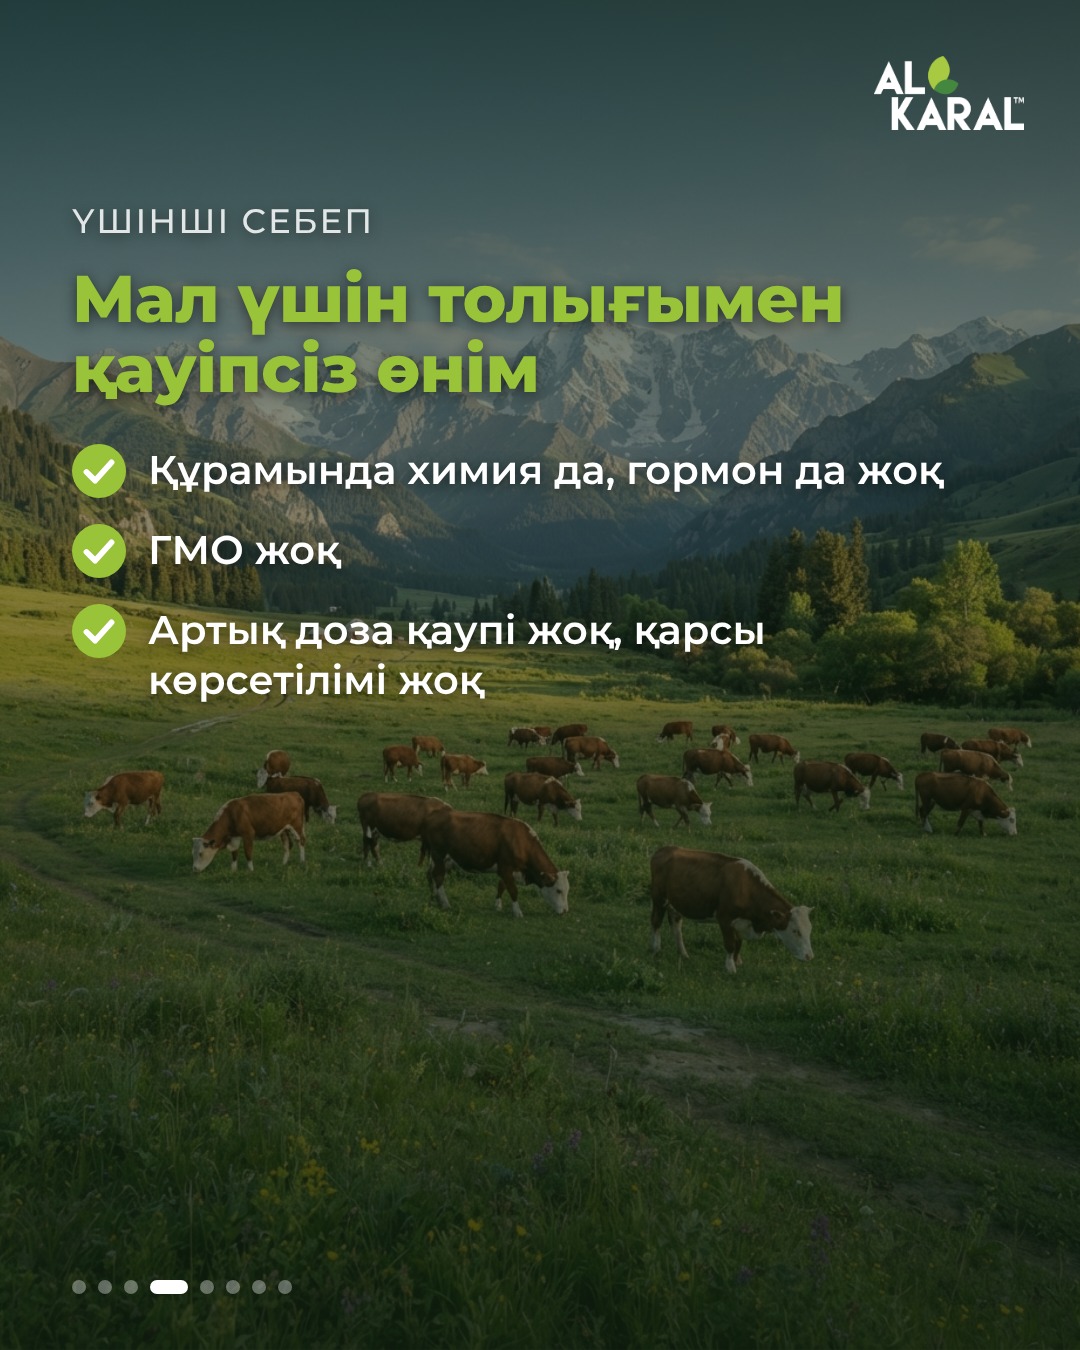 AL
KARAL™
ҮШІНШІ СЕБЕП
Мал үшін толығымен
қауіпсіз өнім
Құрамында химия да, гормон да жоқ
ГМО жоқ
Артық доза қаупі жоқ, қарсы
көрсетілімі жоқ